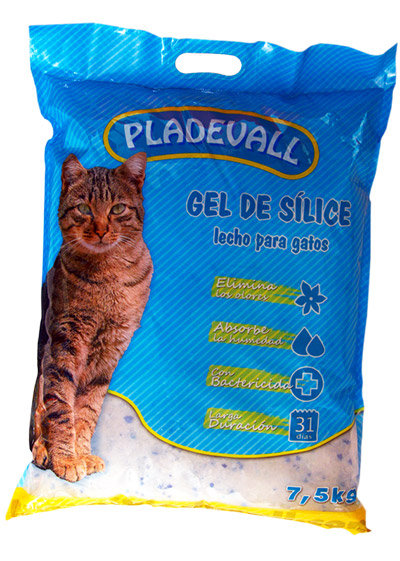 PLADEVALL
GEL DE SÍLICE
lecho para gatos
Elimina
los olores
Absorbe
la humedad
Con
Bactericida
Larga
Duración
31
días
7,5kg